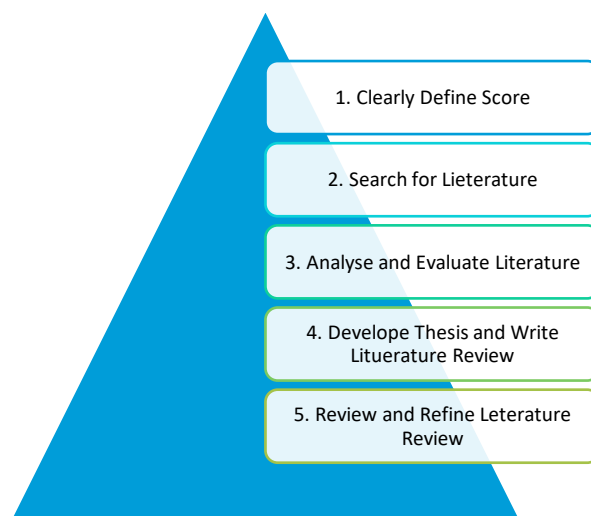 1. Clearly Define Score
2. Search for Lieterature
3. Analyse and Evaluate Literature
4. Develope Thesis and Write
Lituerature Review
5. Review and Refine Leterature
Review